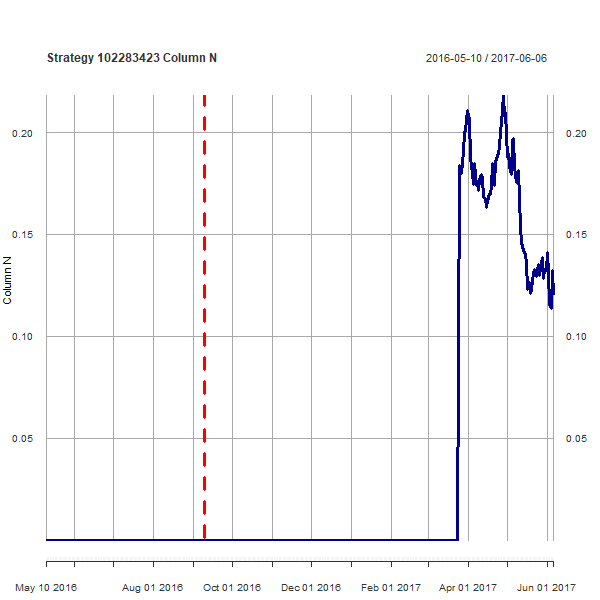 Strategy 102283423 Column N 2016-05-10 / 2017-06-06
0.20 0.20
0.15 0.15
Column N
0.10 0.10
0.05 0.05
May 10 2016 Aug 01 2016 Oct 01 2016 Dec 01 2016 Feb 01 2017 Apr 01 2017 Jun 01 2017